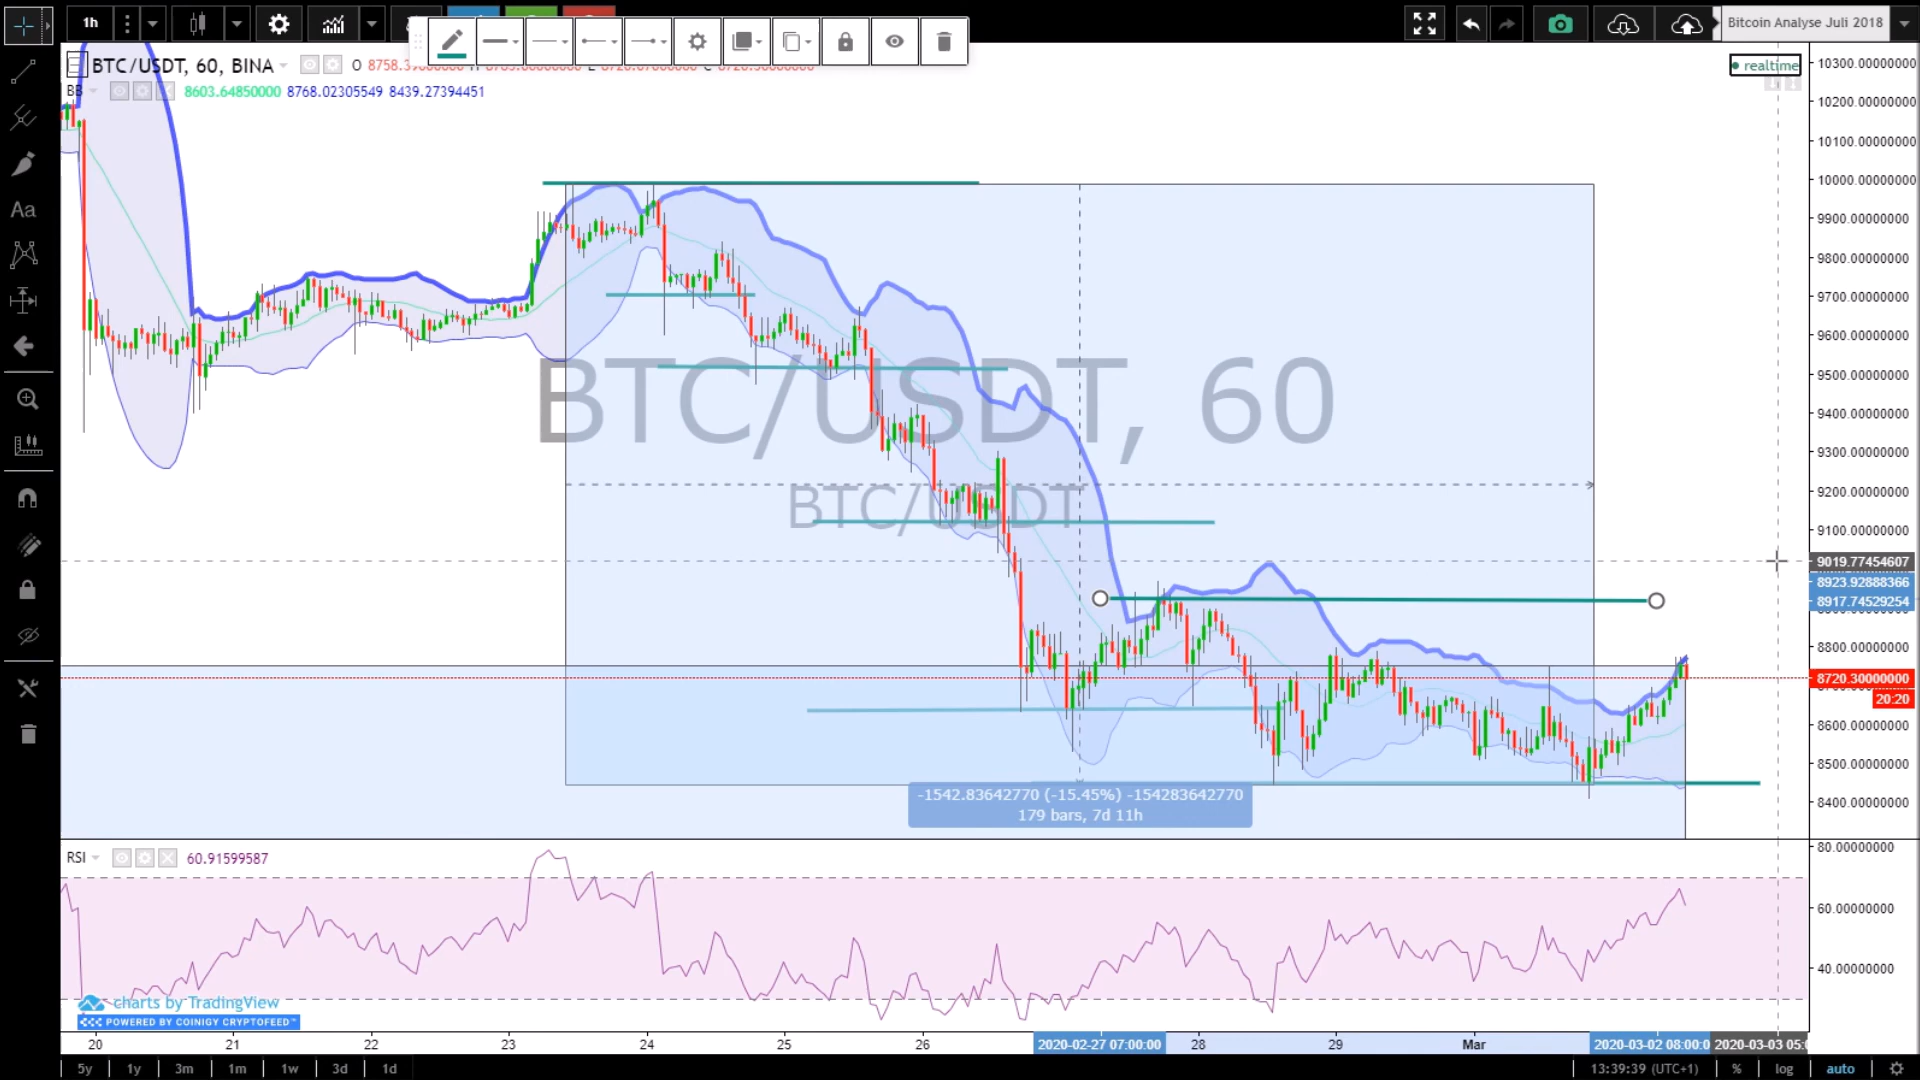 1h
Bitcoin Analyse Juli 2018
BTC/USDT, 60, BINA
realtime
BB 8603.64850000 8768.02305549 8439.27394451
BTC/USDT, 60
BTC/USDT
-1542.83642770 (-15.45%) -154283642770
179 bars, 7d 11h
10300.00000000
10200.00000000
10100.00000000
10000.00000000
9900.00000000
9800.00000000
9700.00000000
9600.00000000
9500.00000000
9400.00000000
9300.00000000
9200.00000000
9100.00000000
9019.77454607
8923.92888366
8917.74529254
8800.00000000
8720.30000000
20:20
8600.00000000
8500.00000000
8400.00000000
RSI 60.91599587
80.00000000
60.00000000
40.00000000
charts by TradingView
POWERED BY COINIGY CRYPTOFEED™
20 21 22 23 24 25 26 2020-02-27 07:00:00 28 29 Mar 2020-03-02 08:00:0 2020-03-03 05:
5y 1y 3m 1m 1w 3d 1d 13:39:39 (UTC+1) % log auto